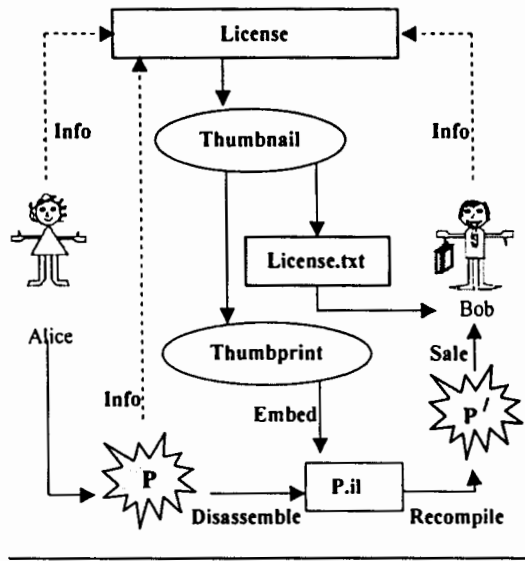 License
Info
Info
Thumbnail
License.txt
Alice
Bob
Thumbprint
Sale
Info
Embed
P
P.il
P ′
Disassemble
Recompile